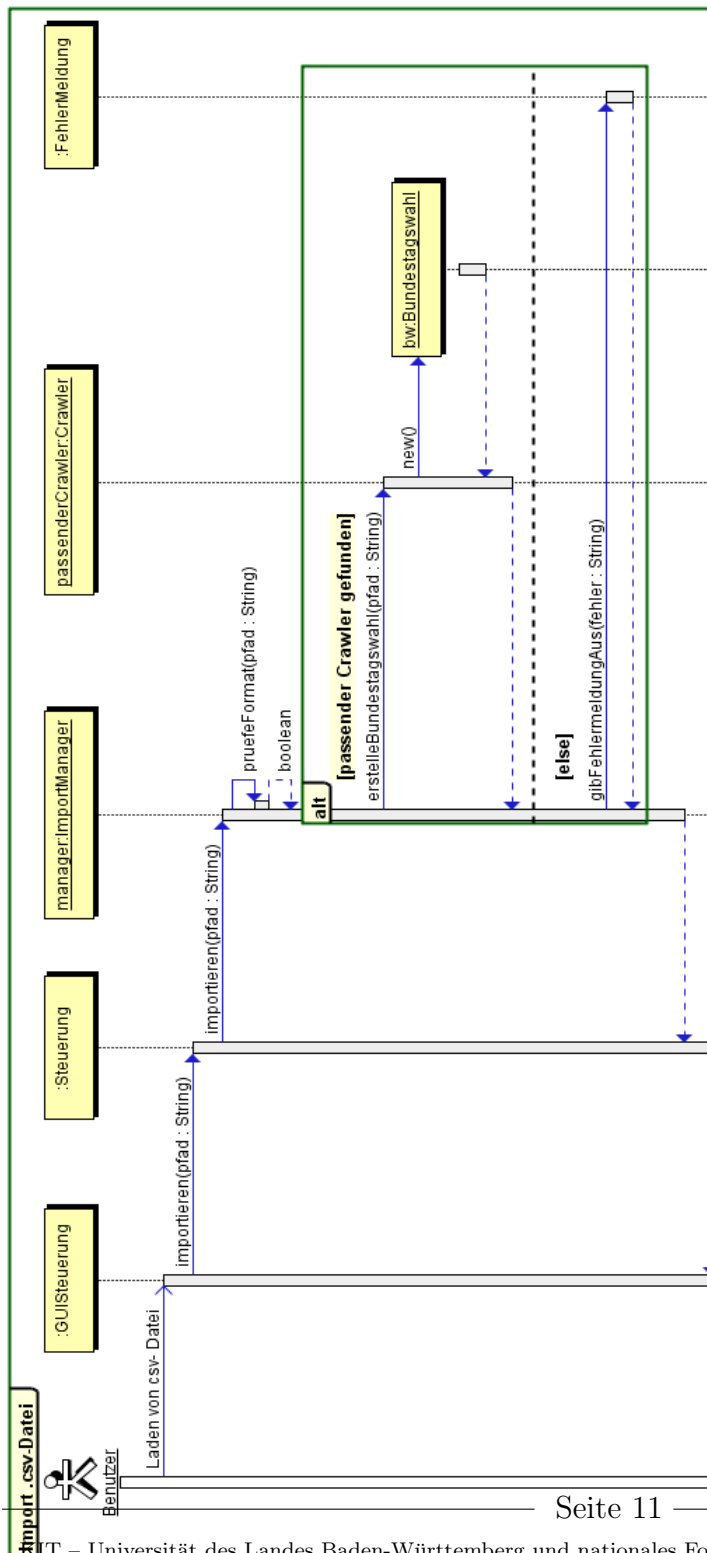 Import .csv-Datei
Benutzer
:GUISteuerung
:Steuerung
manager:ImportManager
passenderCrawler:Crawler
:FehlerMeldung
Laden von csv- Datei
importieren(pfad : String)
importieren(pfad : String)
pruefeFormat(pfad : String)
boolean
alt
[passender Crawler gefunden]
erstelleBundestagswahl(pfad : String)
new()
bw:Bundestagswahl
[else]
gibFehlermeldungAus(fehler : String)
Seite 11
KIT – Universität des Landes Baden-Württemberg und nationales Fo